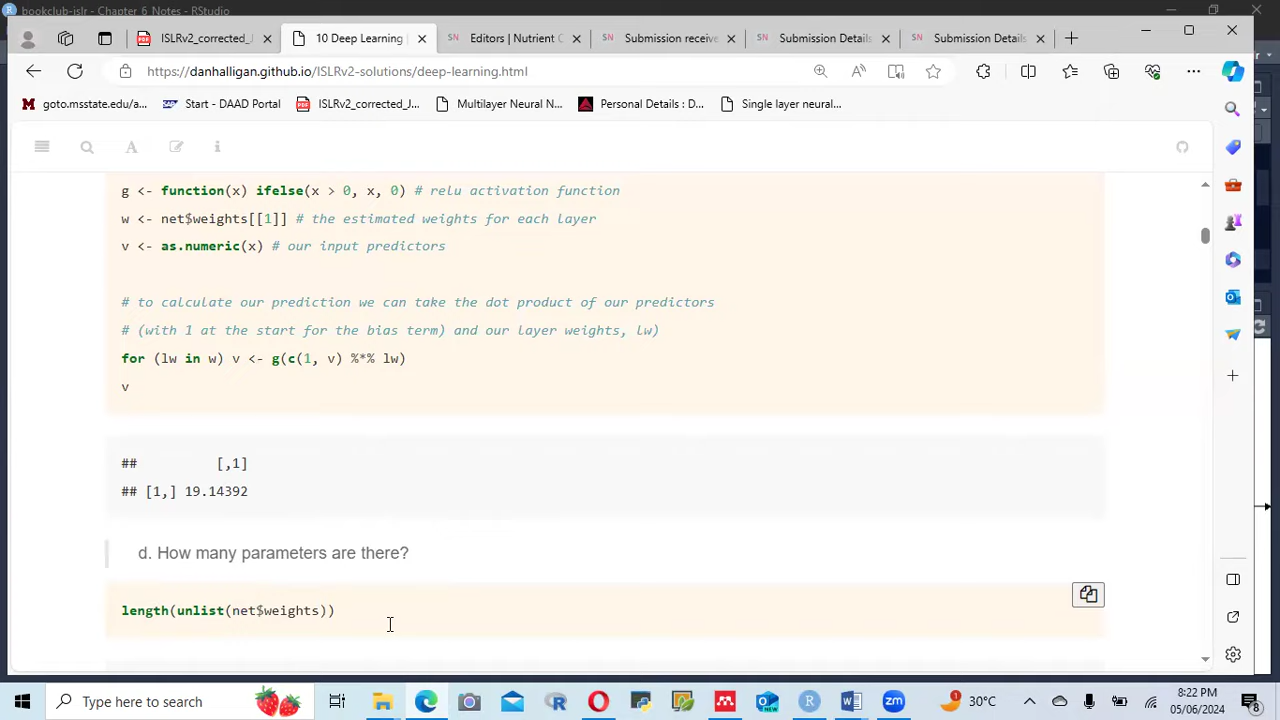 bookclub-islr - Chapter 6 Notes - RStudio
ISLRv2_corrected_J...
10 Deep Learning
Editors | Nutrient C
Submission receive
Submission Details
Submission Details
https://danhalligan.github.io/ISLRv2-solutions/deep-learning.html
goto.msstate.edu/a...
Start - DAAD Portal
ISLRv2_corrected_J...
Multilayer Neural N...
Personal Details : D...
Single layer neural...
g <- function(x) ifelse(x > 0, x, 0) # relu activation function
w <- net$weights[[1]] # the estimated weights for each layer
v <- as.numeric(x) # our input predictors
# to calculate our prediction we can take the dot product of our predictors
# (with 1 at the start for the bias term) and our layer weights, lw)
for (lw in w) v <- g(c(1, v) %*% lw)
v
## [,1]
## [1,] 19.14392
d. How many parameters are there?
length(unlist(net$weights))
Type here to search
30°C
8:22 PM
05/06/2024
8